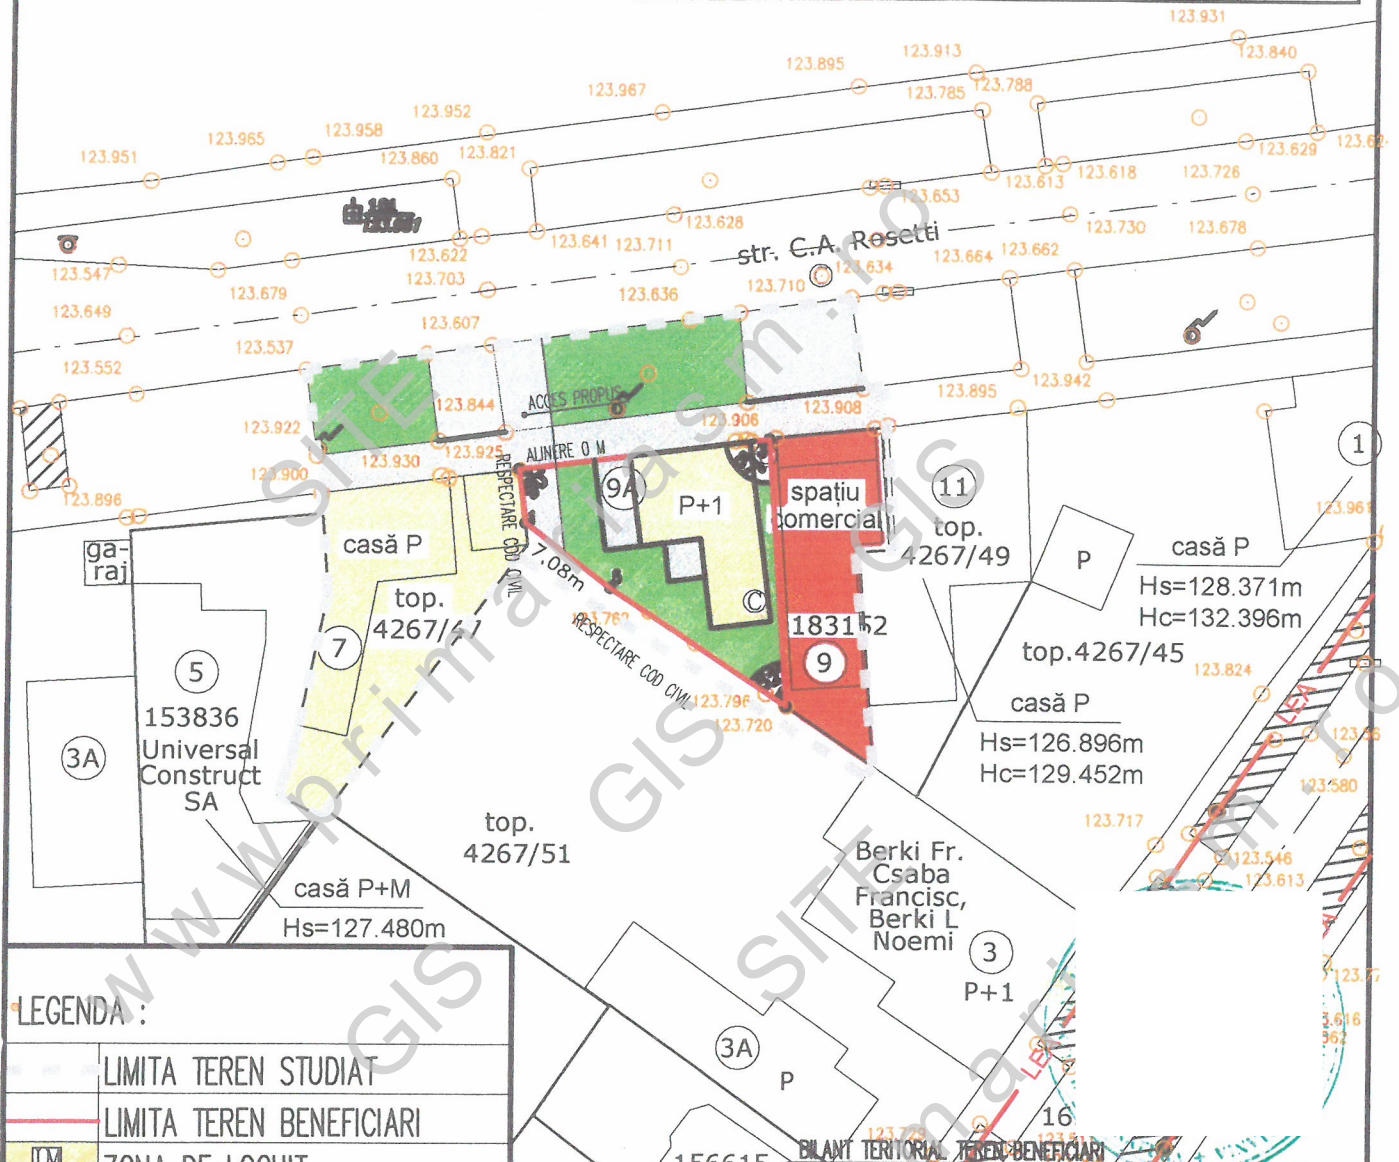 123.931
123.913
123.840
123.895
123.967
123.785
123.788
123.952
123.958
123.965
123.951
123.860
123.821
123.629
123.618
123.613
123.726
123.653
123.628
123.730
123.678
123.641
123.711
123.622
str. C.A. Rosetti
123.634
123.664
123.662
123.547
123.703
123.679
123.636
123.710
123.649
123.607
123.537
123.552
123.942
123.895
ACCES PROPUS
123.844
123.908
123.906
123.922
123.925
ALINIERE 0 M
123.930
123.900
123.896
RESPECTARE COD CIVIL
9A
P+1
spațiu
comercial
11
1
top.
4267/49
123.961
casă P
Hs=128.371m
Hc=132.396m
P
ga-
raj
casă P
top.
7
7.08m
C
RESPECTARE COD CIVIL
9
top.4267/45
123.824
casă P
Hs=126.896m
Hc=129.452m
LEA
5
153836
Universal
Construct
SA
3A
123.796
123.720
123.580
123.717
123.546
123.613
top.
4267/51
casă P+M
Hs=127.480m
Berki Fr.
Csaba
Francisc,
Berki L
Noemi
3
P+1
3A
P
LEA
LEGENDA :
LIMITA TEREN STUDIAT
LIMITA TEREN BENEFICIARI
BILANT TERITORIAL TEREN BENEFICIARI
SITE
GIS
GIS
SITE
GIS